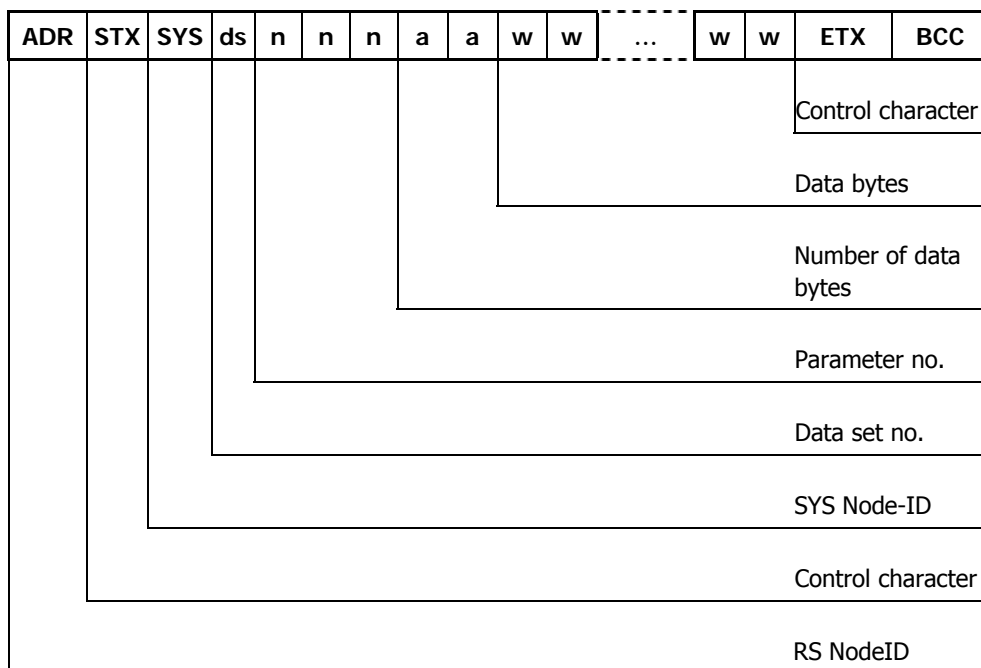 ADR STX SYS ds n n n a a w w ... w w ETX BCC
Control character
Data bytes
Number of data
bytes
Parameter no.
Data set no.
SYS Node-ID
Control character
RS NodeID